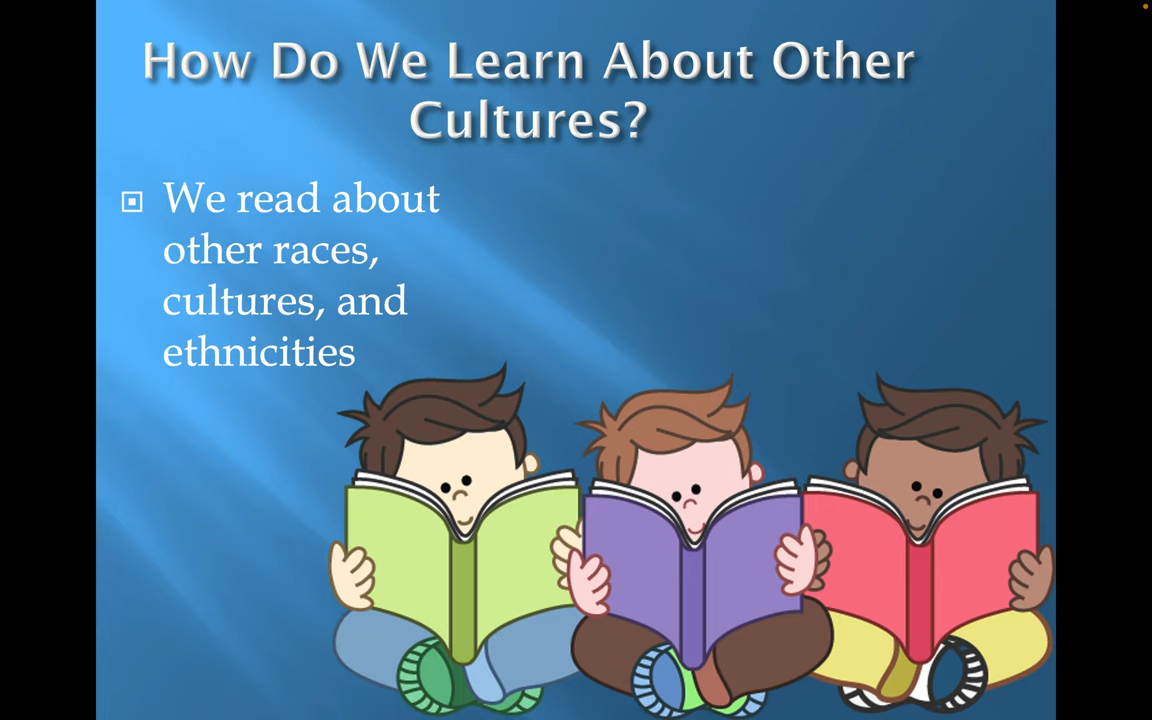 How Do We Learn About Other
Cultures?
We read about
other races,
cultures, and
ethnicities